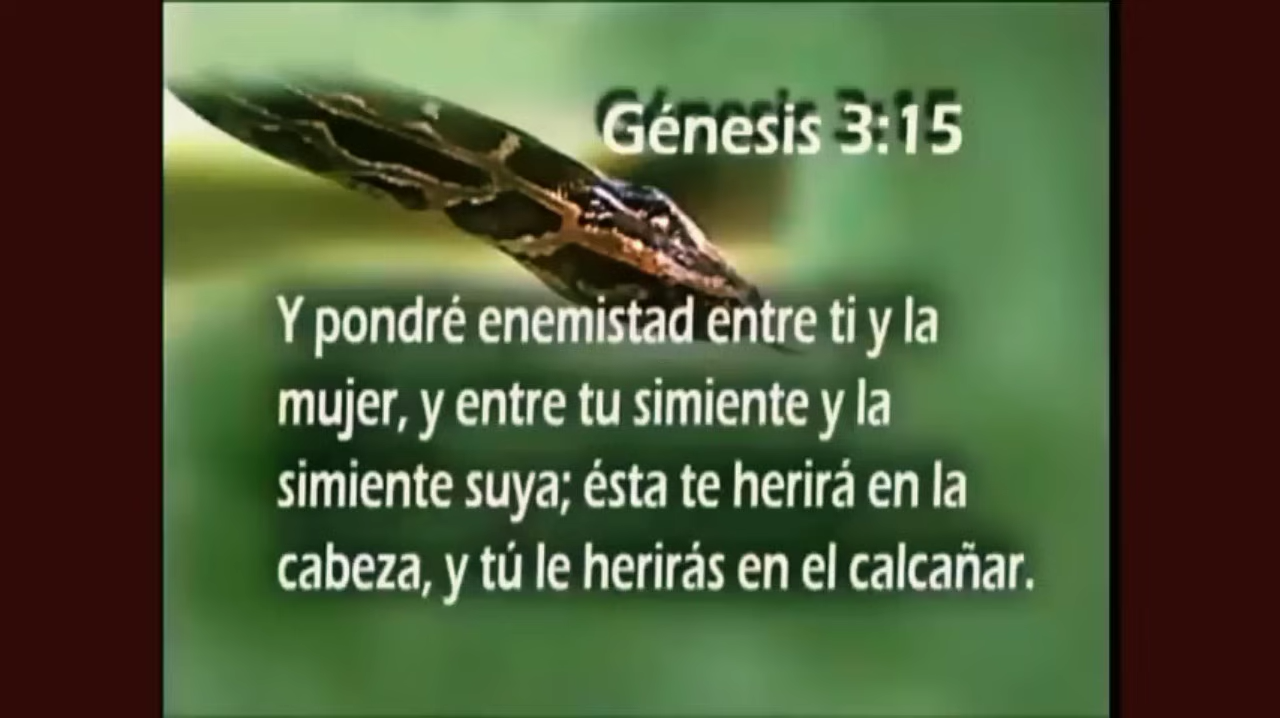 Génesis 3:15
Y pondré enemistad entre ti y la
mujer, y entre tu simiente y la
simiente suya; ésta te herirá en la
cabeza, y tú le herirás en el calcañar.